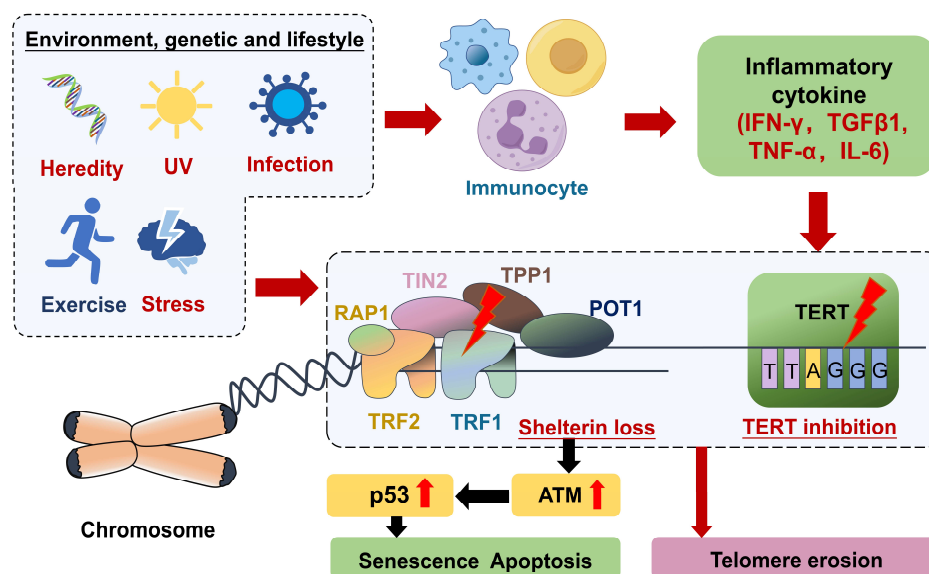 Environment, genetic and lifestyle
Heredity
UV
Infection
Exercise
Stress
Immunocyte
Inflammatory
cytokine
(IFN-γ, TGFβ1,
TNF-α, IL-6)
TIN2
TPP1
RAP1
POT1
TRF2
TRF1
Shelterin loss
TERT
T T A G G G
TERT inhibition
Chromosome
p53
ATM
Senescence Apoptosis
Telomere erosion